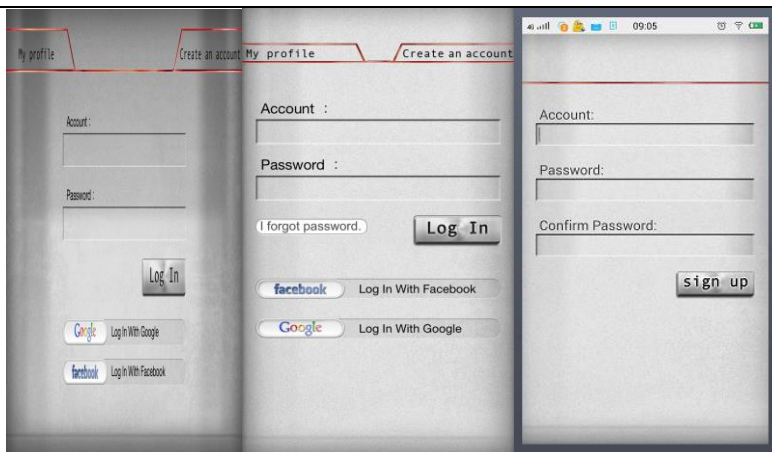 My profile
Create an account
Account :
Password :
Log In
Google Log In With Google
facebook Log In With Facebook
My profile
Create an account
Account :
Password :
I forgot password.
Log In
facebook Log In With Facebook
Google Log In With Google
09:05
Account:
Password:
Confirm Password:
sign up